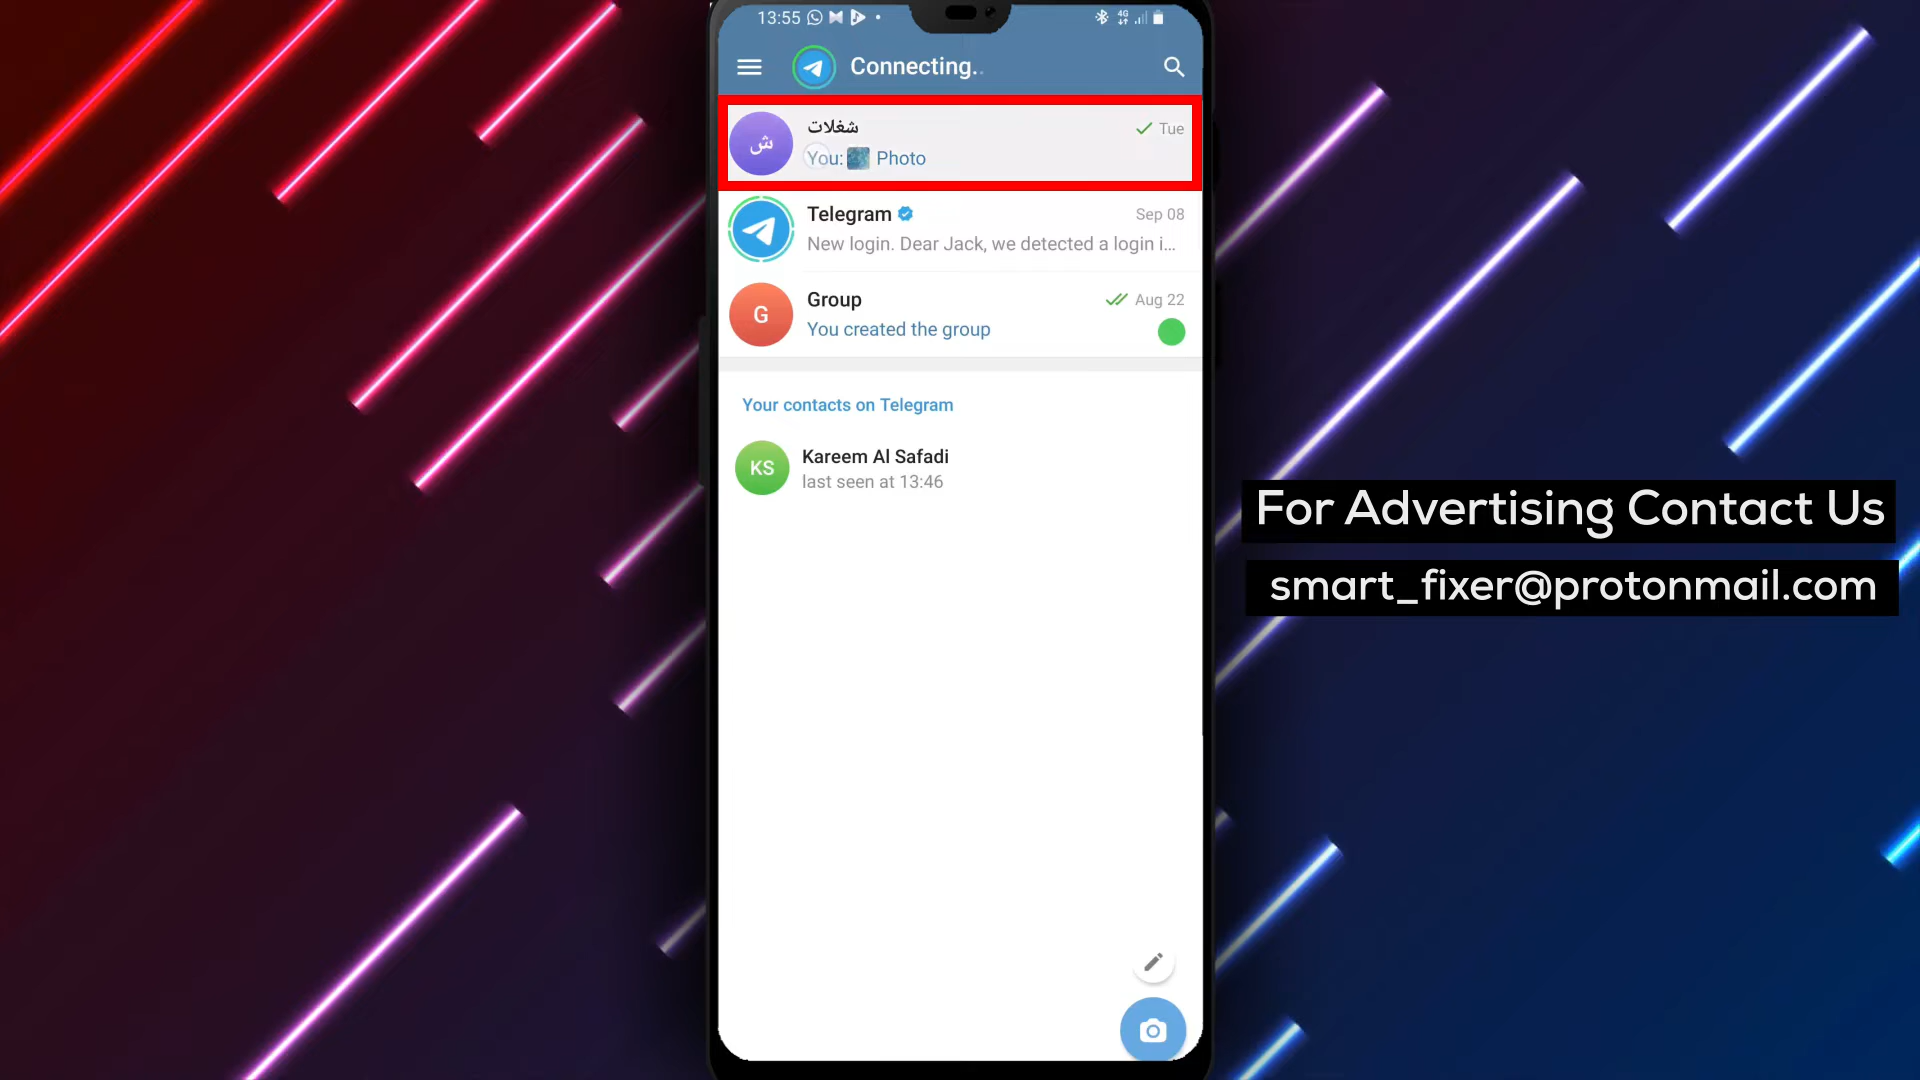 13:55
4G
Connecting..
ش
شغلات
Tue
You: Photo
Telegram
Sep 08
New login. Dear Jack, we detected a login i...
G
Group
Aug 22
You created the group
Your contacts on Telegram
KS
Kareem Al Safadi
last seen at 13:46
For Advertising Contact Us
smart_fixer@protonmail.com